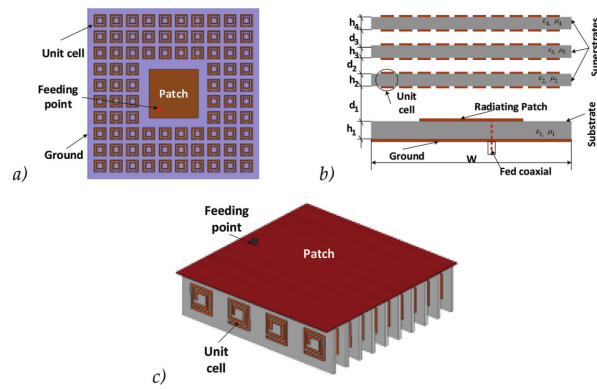 Unit cell
Feeding point
Patch
Ground
a)
h4
d3
h3
d2
h2
d1
h1
ε4, μ4
ε3, μ3
ε2, μ2
ε1, μ1
Superstrates
Substrate
Unit cell
Radiating Patch
Ground
W
Fed coaxial
b)
Feeding point
Patch
Unit cell
c)